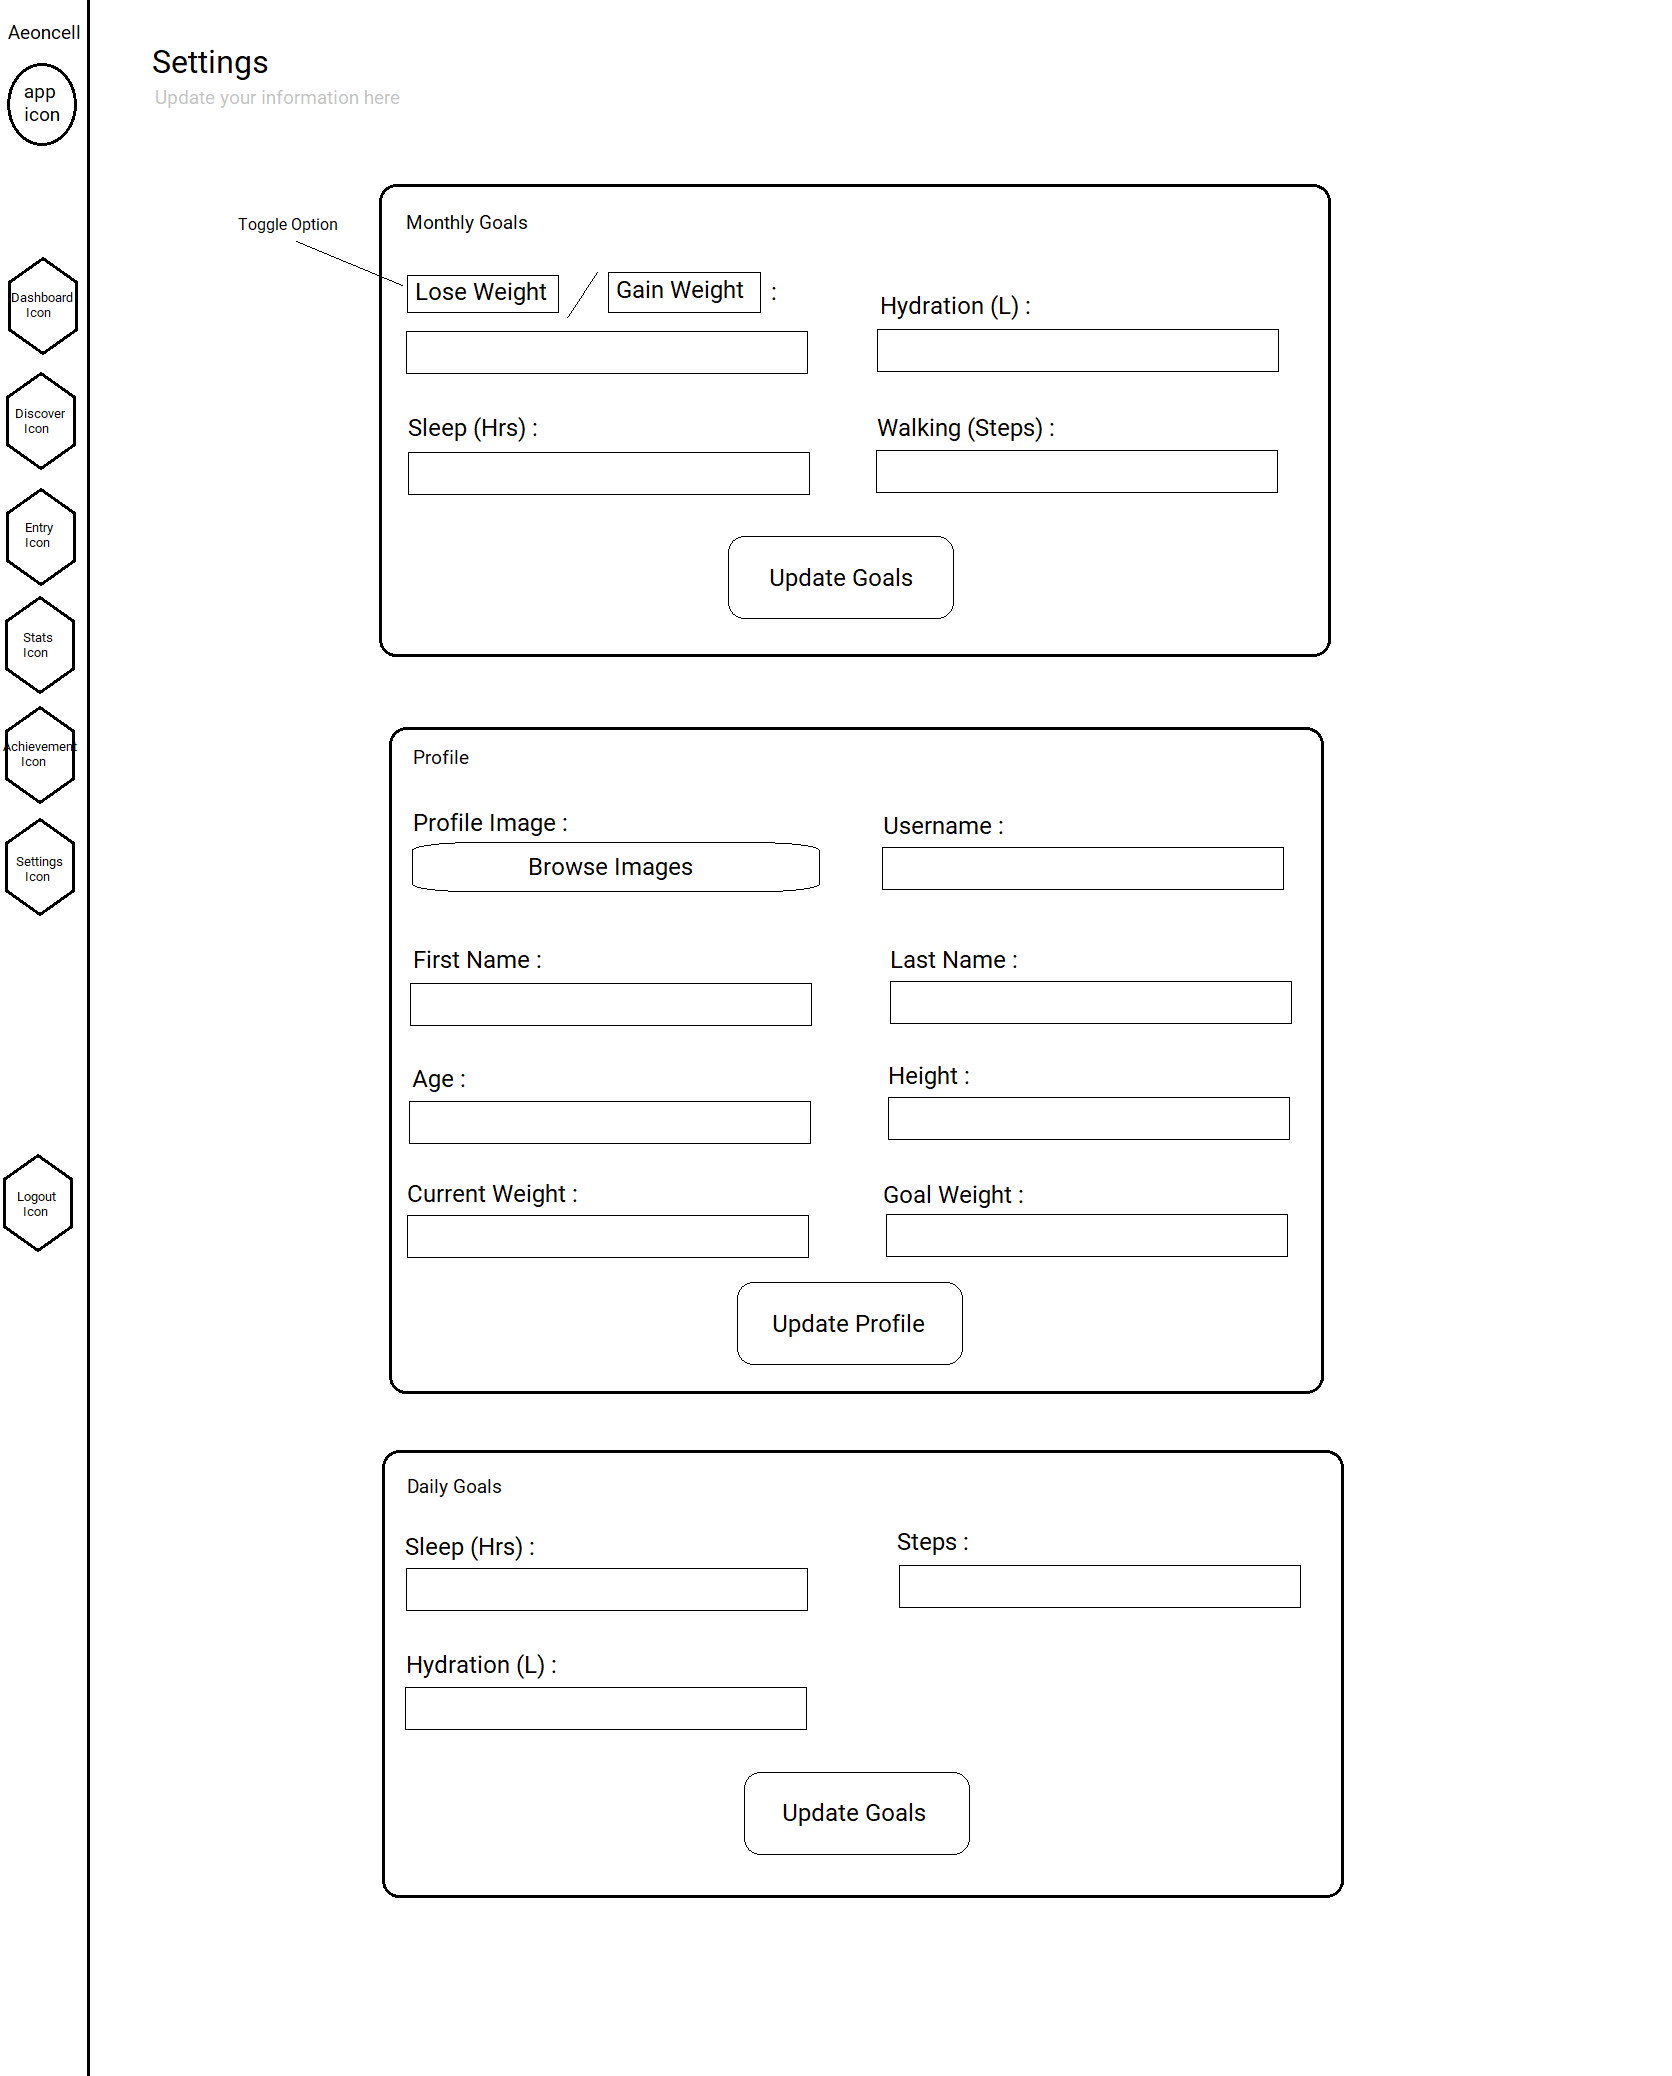 Aeoncell
app
icon
Dashboard
Icon
Discover
Icon
Entry
Icon
Stats
Icon
Achievement
Icon
Settings
Icon
Logout
Icon
Settings
Update your information here
Toggle Option
Monthly Goals
Lose Weight / Gain Weight :
Hydration (L) :
Sleep (Hrs) :
Walking (Steps) :
Update Goals
Profile
Profile Image :
Browse Images
Username :
First Name :
Last Name :
Age :
Height :
Current Weight :
Goal Weight :
Update Profile
Daily Goals
Sleep (Hrs) :
Steps :
Hydration (L) :
Update Goals